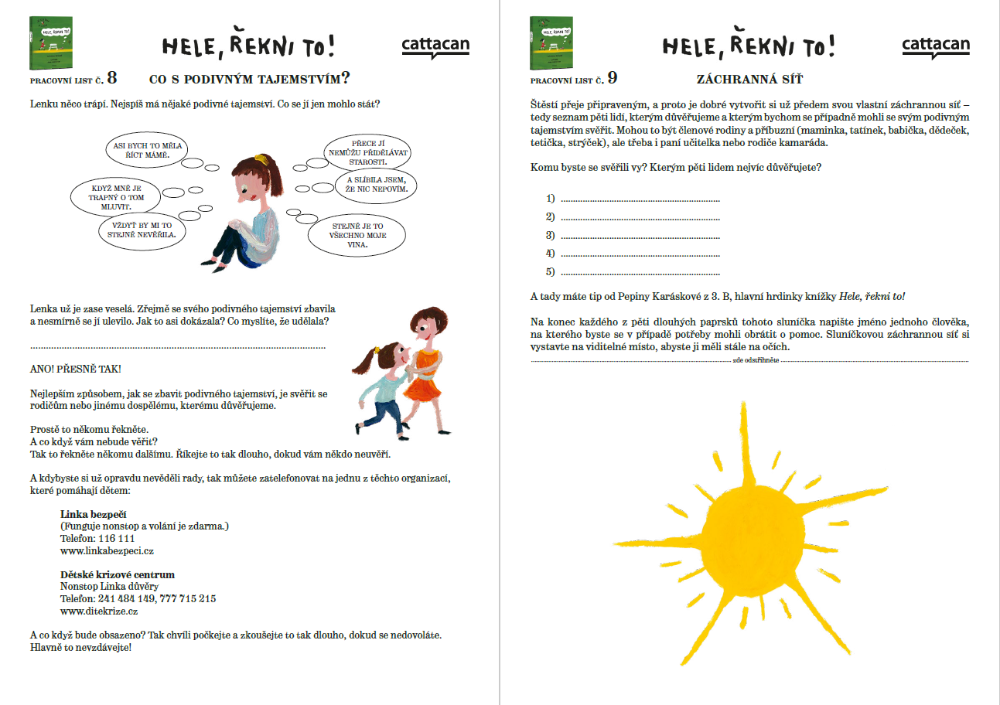 HELE, ŘEKNI TO!
HELE, ŘEKNI TO!
cattacan
PRACOVNÍ LIST Č. 8
CO S PODIVNÝM TAJEMSTVÍM?
Lenku něco trápí. Nejspíš má nějaké podivné tajemství. Co se jí jen mohlo stát?
ASI BYCH TO MĚLA
ŘÍCT MÁMĚ.
KDYŽ MNĚ JE
TRAPNÝ O TOM
MLUVIT.
VŽDYŤ BY MI TO
STEJNĚ NEVĚŘILA.
PŘECE JÍ
NEMŮŽU PŘIDĚLÁVAT
STAROSTI.
A SLÍBILA JSEM,
ŽE NIC NEPOVÍM.
STEJNĚ JE TO
VŠECHNO MOJE
VINA.
Lenka už je zase veselá. Zřejmě se svého podivného tajemství zbavila
a nesmírně se jí ulevilo. Jak to asi dokázala? Co myslíte, že udělala?
....................................................................................................
ANO! PŘESNĚ TAK!
Nejlepším způsobem, jak se zbavit podivného tajemství, je svěřit se
rodičům nebo jinému dospělému, kterému důvěřujeme.
Prostě to někomu řekněte.
A co když vám nebude věřit?
Tak to řekněte někomu dalšímu. Říkejte to tak dlouho, dokud vám někdo neuvěří.
A kdybyste si už opravdu nevěděli rady, tak můžete zatelefonovat na jednu z těchto organizací,
které pomáhají dětem:
Linka bezpečí
(Funguje nonstop a volání je zdarma.)
Telefon: 116 111
www.linkabezpeci.cz
Dětské krizové centrum
Nonstop Linka důvěry
Telefon: 241 484 149, 777 715 215
www.ditekrize.cz
A co když bude obsazeno? Tak chvíli počkejte a zkoušejte to tak dlouho, dokud se nedovoláte.
Hlavně to nevzdávejte!
HELE, ŘEKNI TO!
HELE, ŘEKNI TO!
cattacan
PRACOVNÍ LIST Č. 9
ZÁCHRANNÁ SÍŤ
Štěstí přeje připraveným, a proto je dobré vytvořit si už předem svou vlastní záchrannou síť –
tedy seznam pěti lidí, kterým důvěřujeme a kterým bychom se případně mohli se svým podivným
tajemstvím svěřit. Mohou to být členové rodiny a příbuzní (maminka, tatínek, babička, dědeček,
tetička, strýček), ale třeba i paní učitelka nebo rodiče kamaráda.
Komu byste se svěřili vy? Kterým pěti lidem nejvíc důvěřujete?
1) ..................................................................
2) ..................................................................
3) ..................................................................
4) ..................................................................
5) ..................................................................
A tady máte tip od Pepiny Karáskové z 3. B, hlavní hrdinky knížky Hele, řekni to!
Na konec každého z pěti dlouhých paprsků tohoto sluníčka napište jméno jednoho člověka,
na kterého byste se v případě potřeby mohli obrátit o pomoc. Sluníčkovou záchrannou síť si
vystavte na viditelné místo, abyste ji měli stále na očích.
.................... zde odstřihněte ....................